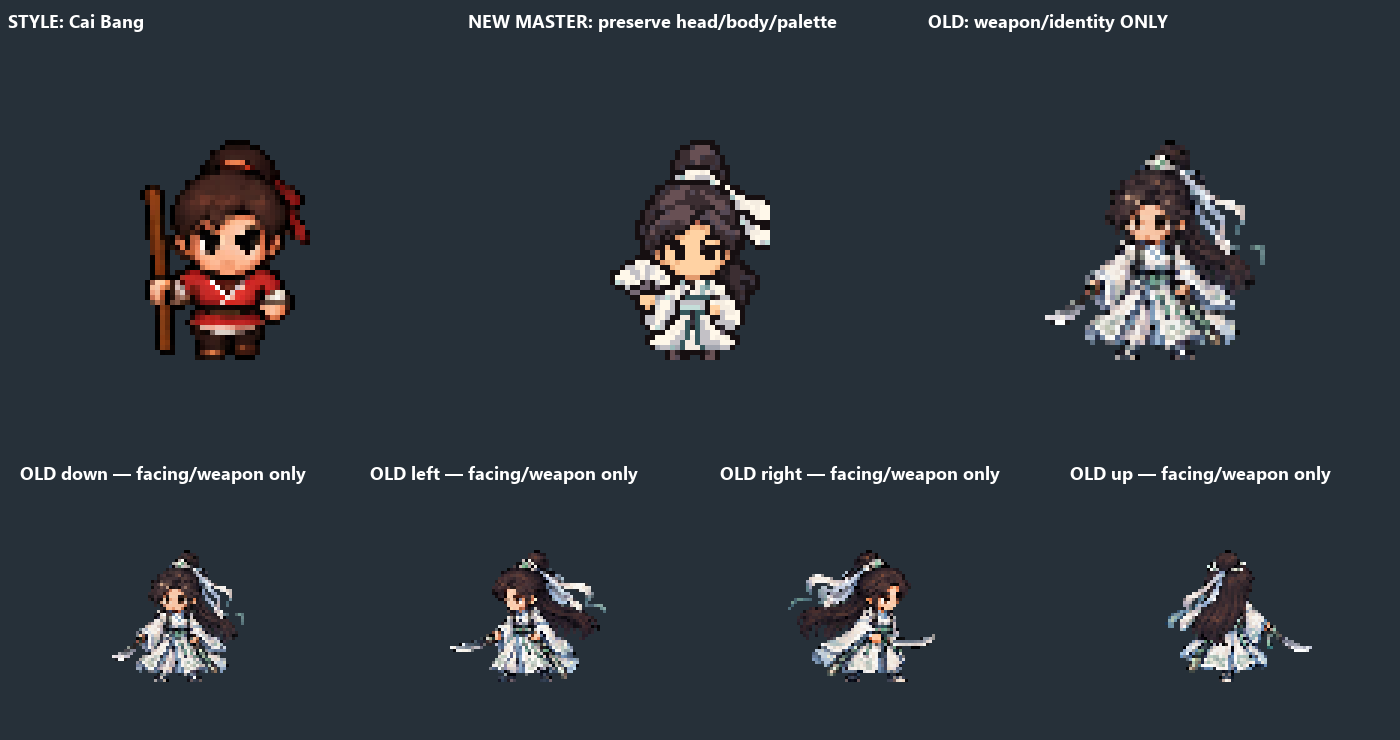 STYLE: Cai Bang
NEW MASTER: preserve head/body/palette
OLD: weapon/identity ONLY
OLD down — facing/weapon only
OLD left — facing/weapon only
OLD right — facing/weapon only
OLD up — facing/weapon only